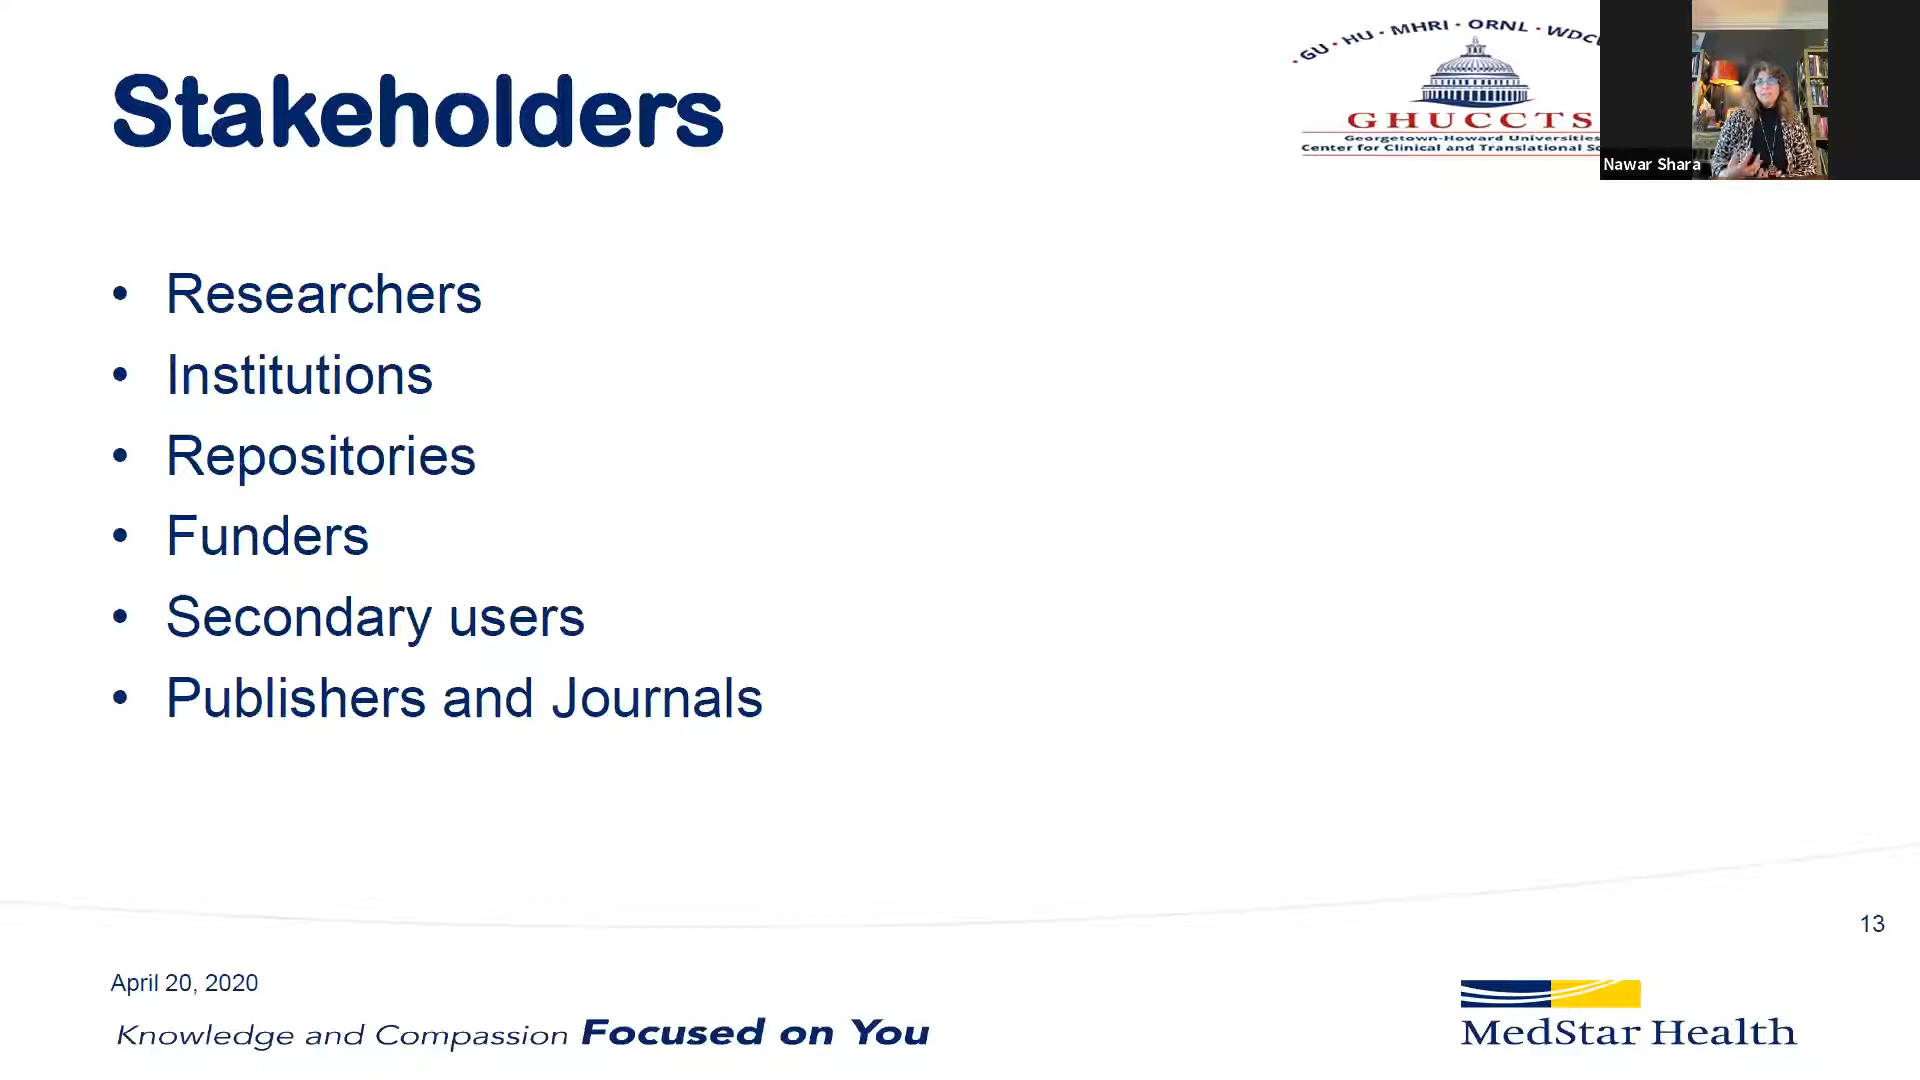 Stakeholders
• GU • HU • MHRI • ORNL •
GHUCCTS
Georgetown-Howard Universities
Center for Clinical and Translational
Nawar Shara
• Researchers
• Institutions
• Repositories
• Funders
• Secondary users
• Publishers and Journals
13
April 20, 2020
Knowledge and Compassion Focused on You
MedStar Health